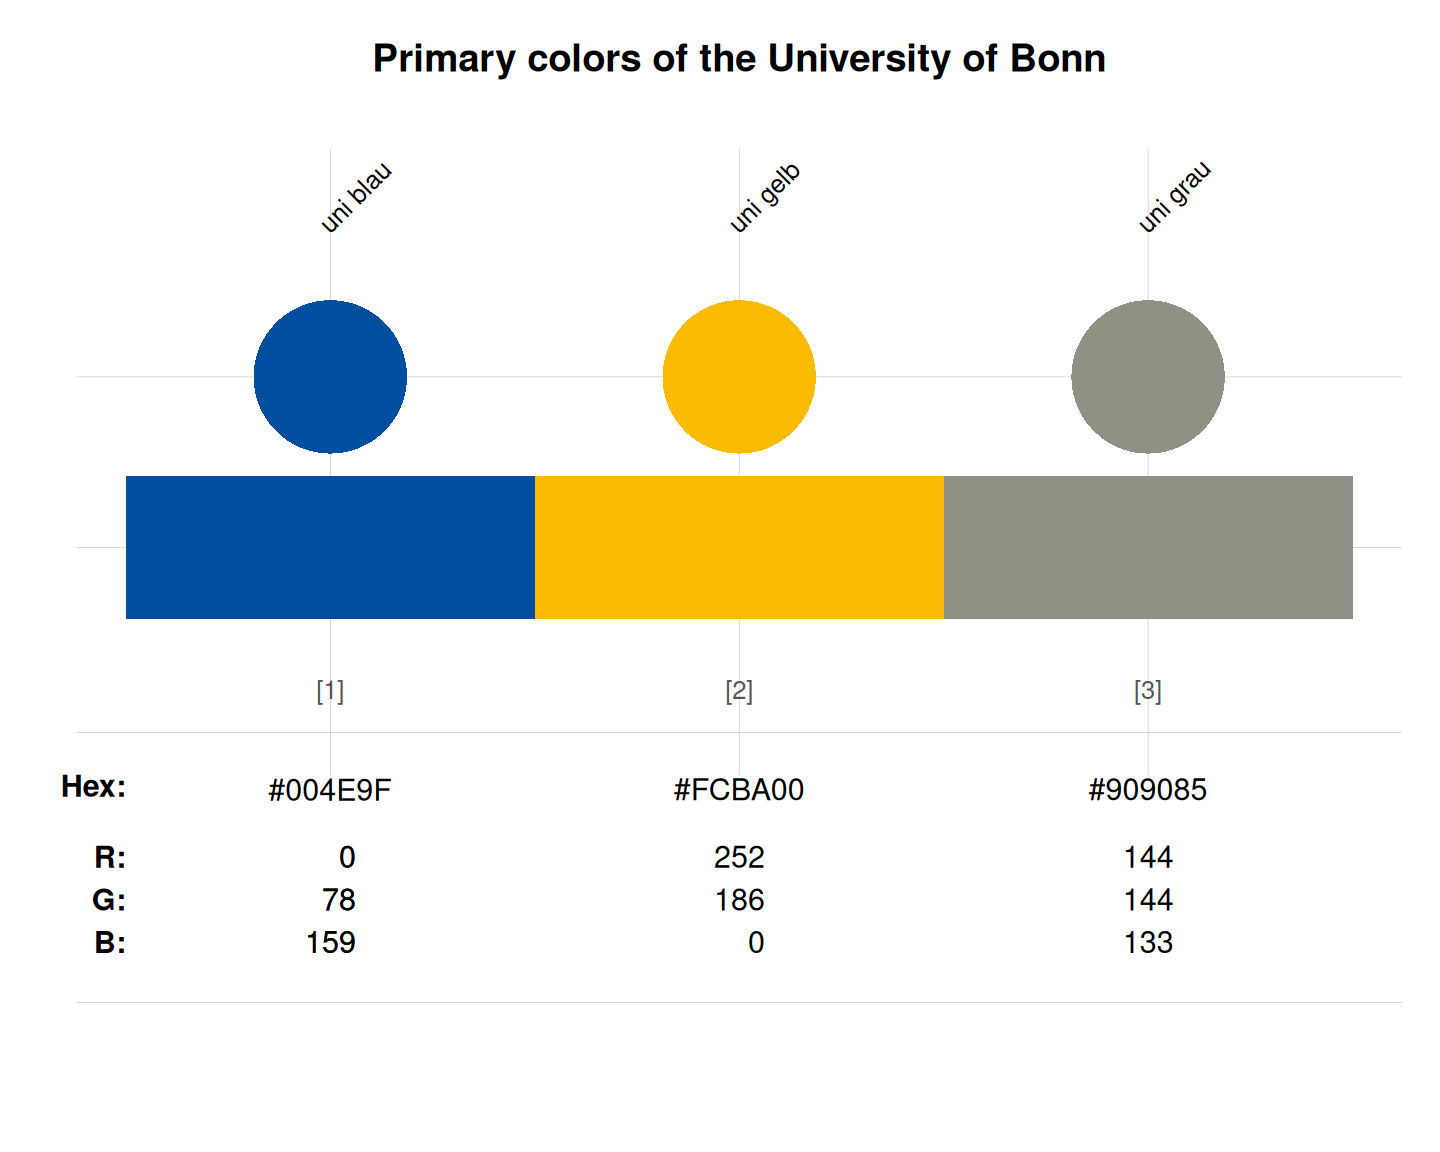 Primary colors of the University of Bonn
uni blau uni gelb uni grau
[1] [2] [3]
Hex: #004E9F #FCBA00 #909085
R: 0 252 144
G: 78 186 144
B: 159 0 133